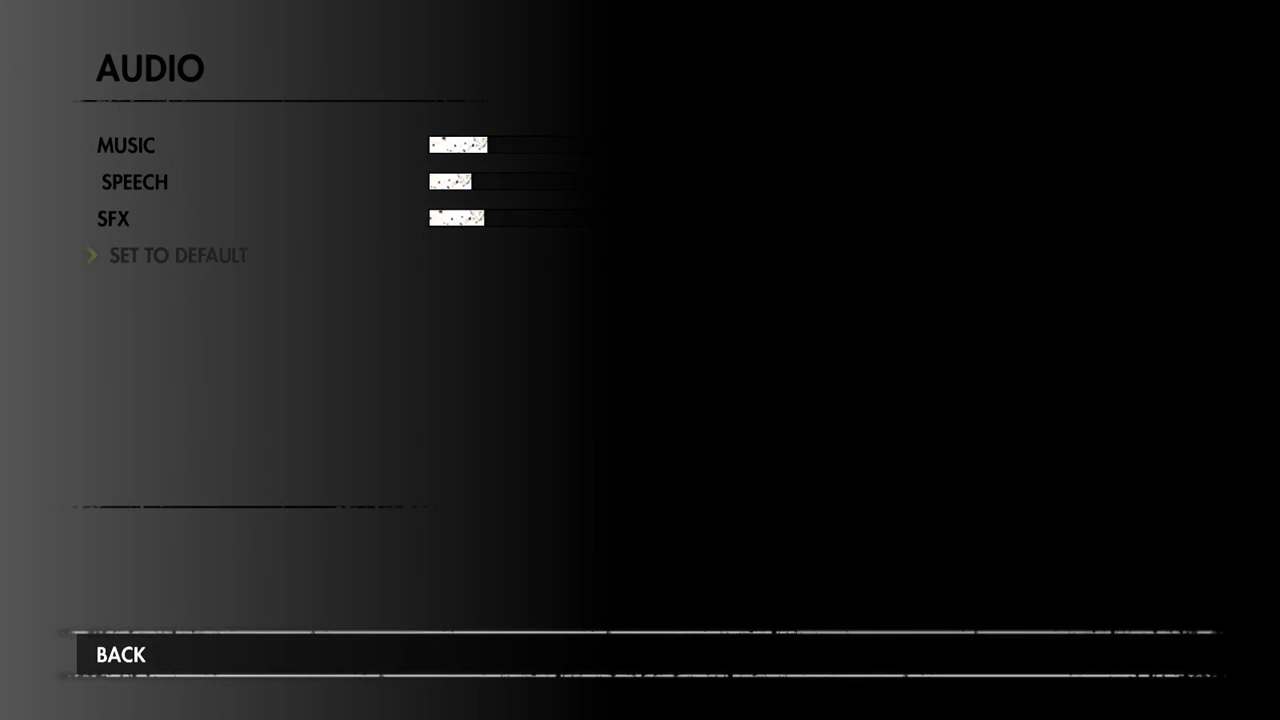 AUDIO
MUSIC
SPEECH
SFX
SET TO DEFAULT
BACK